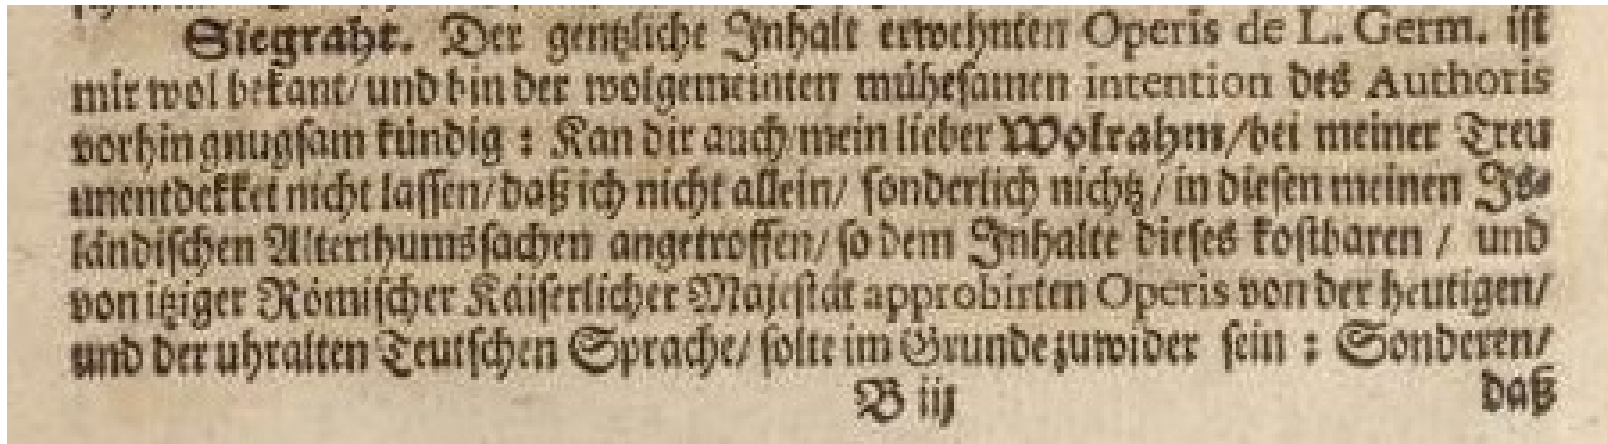 Siegraht. Der gentzliche Inhalt erwehnten Operis de L. Germ. ist
mir wol bekant/ und bin der wolgemeinten mühesamen intention des Authoris
vorhin gnugsam kündig : Kan dir auch mein lieber Wolrahm/ bei meiner Treu
unentdekket nicht lassen/ daß ich nicht allein/ sonderlich nichtz/ in diesen meinen Is-
ländischen Alterthumssachen angetroffen/ so dem Inhalte dieses kostbaren / und
von itziger Römischer Käiserlicher Majestät approbirten Operis von der heutigen/
und der uhralten Teutschen Sprache/ solte im Grunde zuwider sein : Sonderen/
B iij
daß